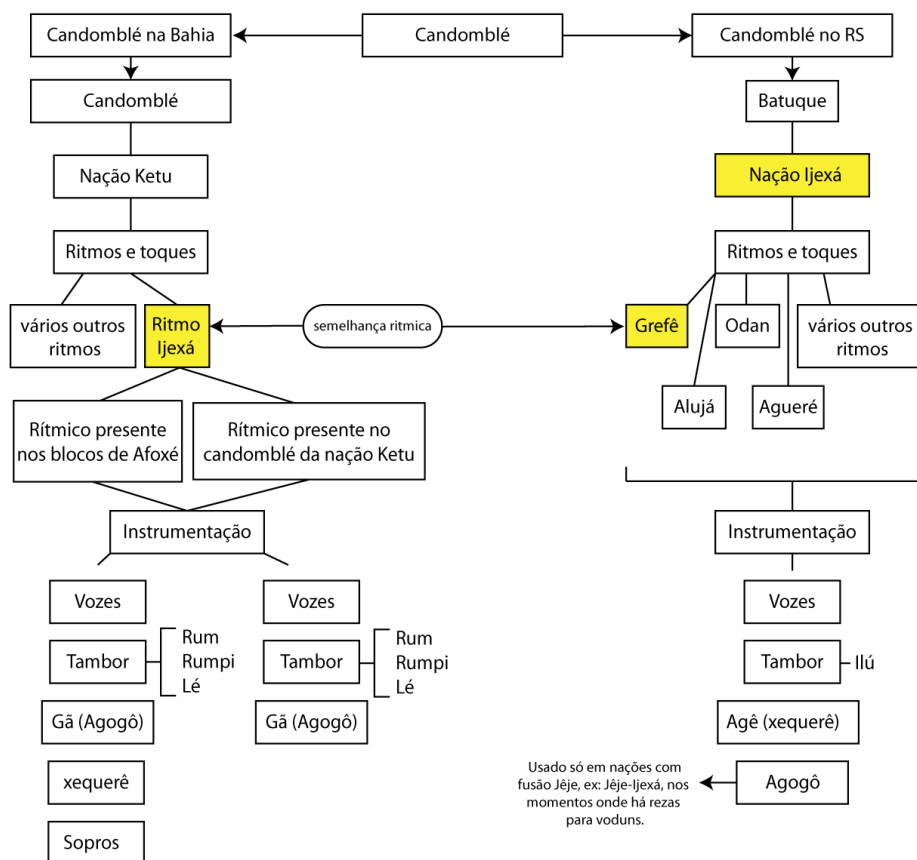 Candomblé na Bahia
Candomblé
Candomblé no RS
Candomblé
Batuque
Nação Ketu
Nação Ijexá
Ritmos e toques
Ritmos e toques
vários outros
ritmos
Ritmo
Ijexá
semelhança ritmica
Grefê
Odan
vários outros
ritmos
Alujá
Agueré
Rítmico presente
nos blocos de Afoxé
Rítmico presente no
candomblé da nação Ketu
Instrumentação
Instrumentação
Vozes
Vozes
Vozes
Tambor
Rum
Rumpi
Lé
Tambor
Rum
Rumpi
Lé
Tambor
Ilú
Gã (Agogô)
Gã (Agogô)
Agê (xequerê)
xequerê
Usado só em nações com
fusão Jêje, ex: Jêje-Ijexá, nos
momentos onde há rezas
para voduns.
Agogô
Sopros